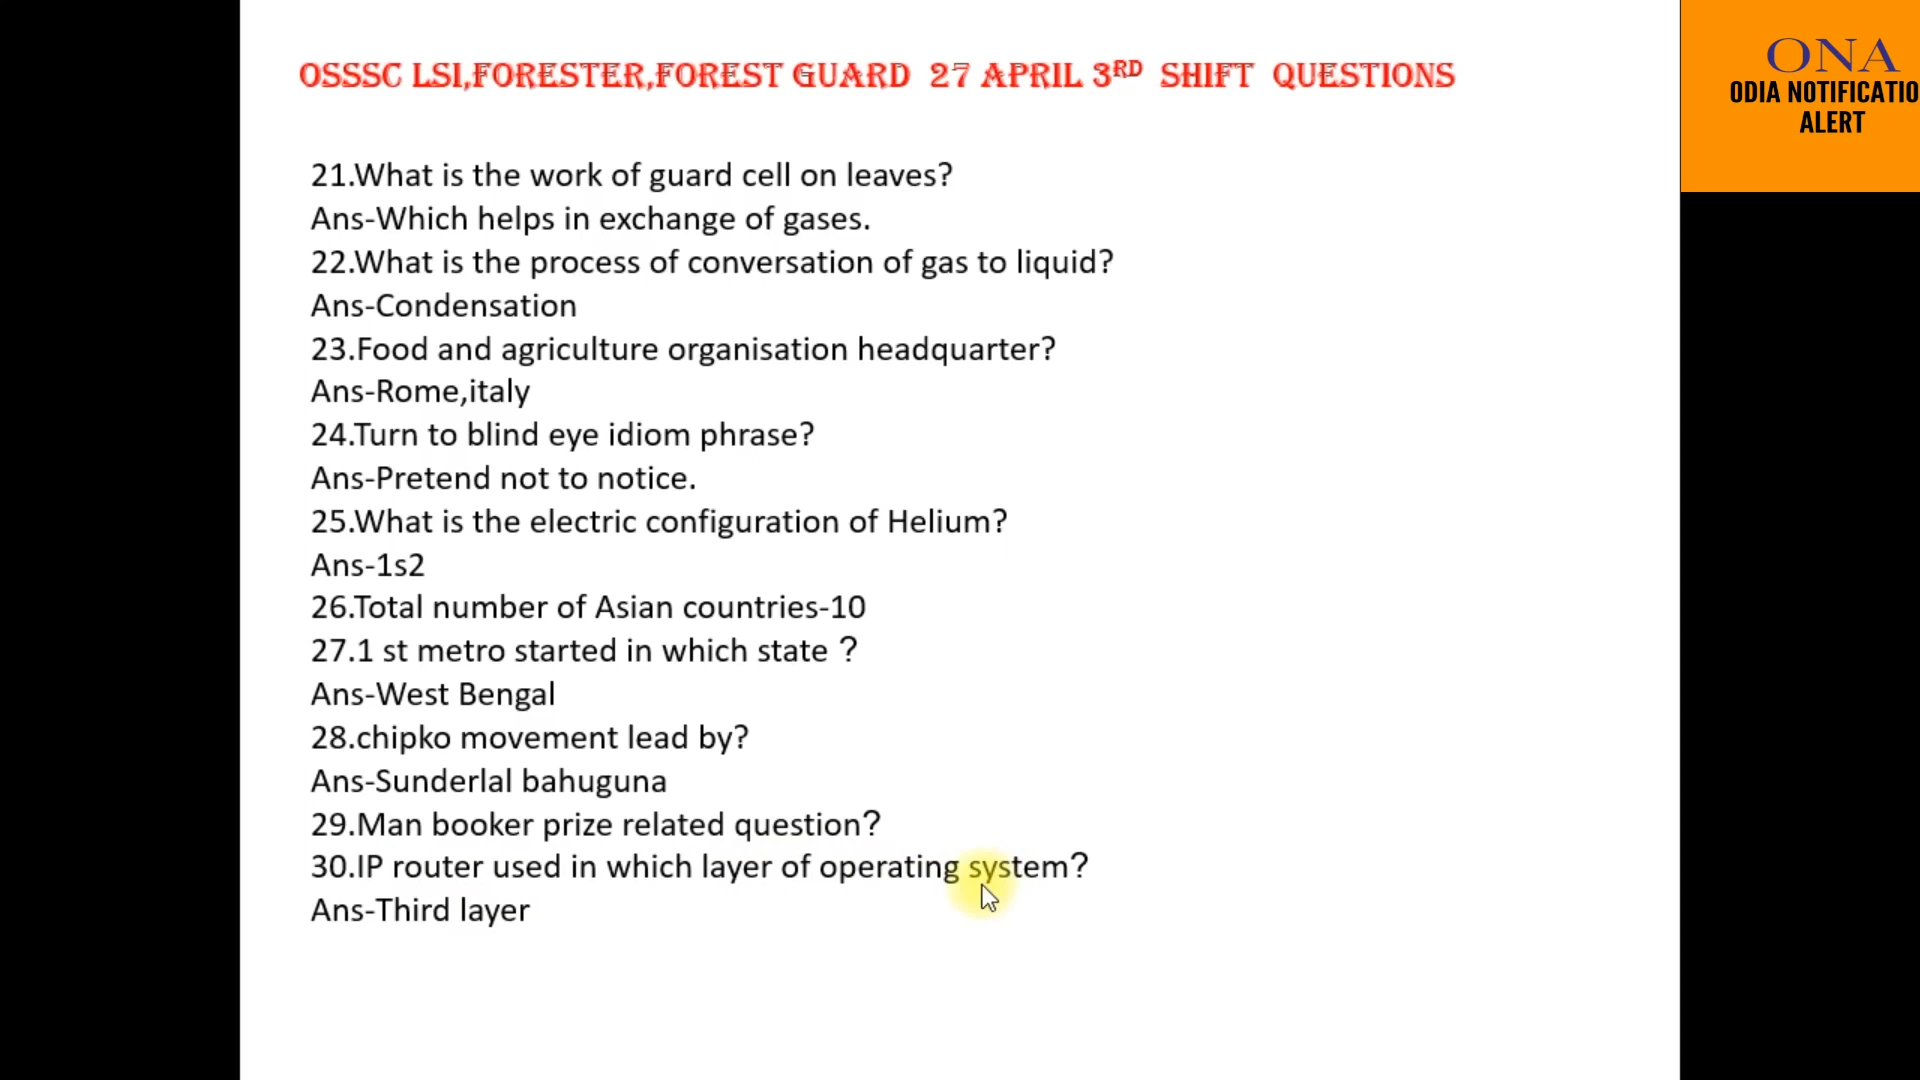 OSSSC LSI,FORESTER,FOREST GUARD 27 APRIL 3RD SHIFT QUESTIONS
ONA
ODIA NOTIFICATIO
ALERT
21.What is the work of guard cell on leaves?
Ans-Which helps in exchange of gases.
22.What is the process of conversation of gas to liquid?
Ans-Condensation
23.Food and agriculture organisation headquarter?
Ans-Rome,italy
24.Turn to blind eye idiom phrase?
Ans-Pretend not to notice.
25.What is the electric configuration of Helium?
Ans-1s2
26.Total number of Asian countries-10
27.1 st metro started in which state ?
Ans-West Bengal
28.chipko movement lead by?
Ans-Sunderlal bahuguna
29.Man booker prize related question?
30.IP router used in which layer of operating system?
Ans-Third layer